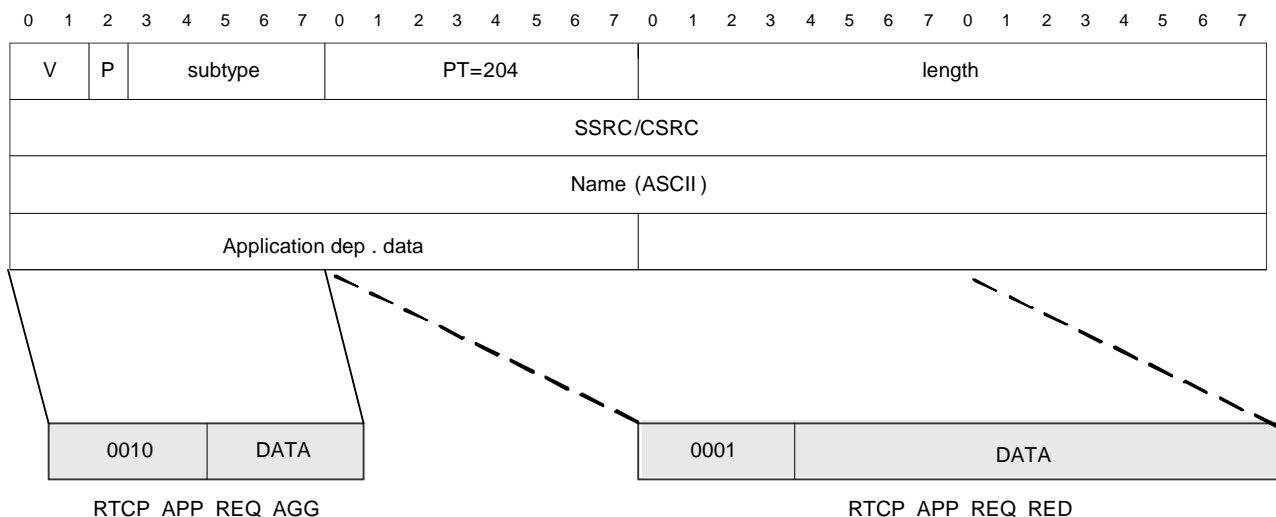 0 1 2 3 4 5 6 7 0 1 2 3 4 5 6 7 0 1 2 3 4 5 6 7 0 1 2 3 4 5 6 7
V P subtype PT=204 length
SSRC/CSRC
Name (ASCII)
Application dep . data
0010 DATA 0001 DATA
RTCP APP REQ AGG RTCP APP REQ RED